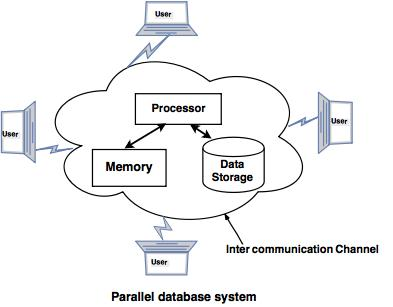 User
Processor
User
User
Memory
Data
Storage
Inter communication Channel
User
Parallel database system